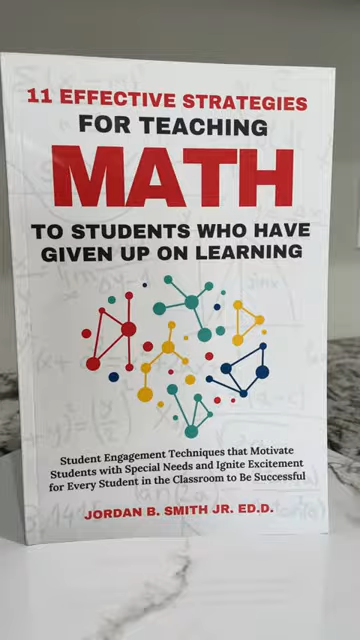 11 EFFECTIVE STRATEGIES
FOR TEACHING
MATH
TO STUDENTS WHO HAVE
GIVEN UP ON LEARNING
Student Engagement Techniques that Motivate
Students with Special Needs and Ignite Excitement
for Every Student in the Classroom to Be Successful
JORDAN B. SMITH JR. ED.D.